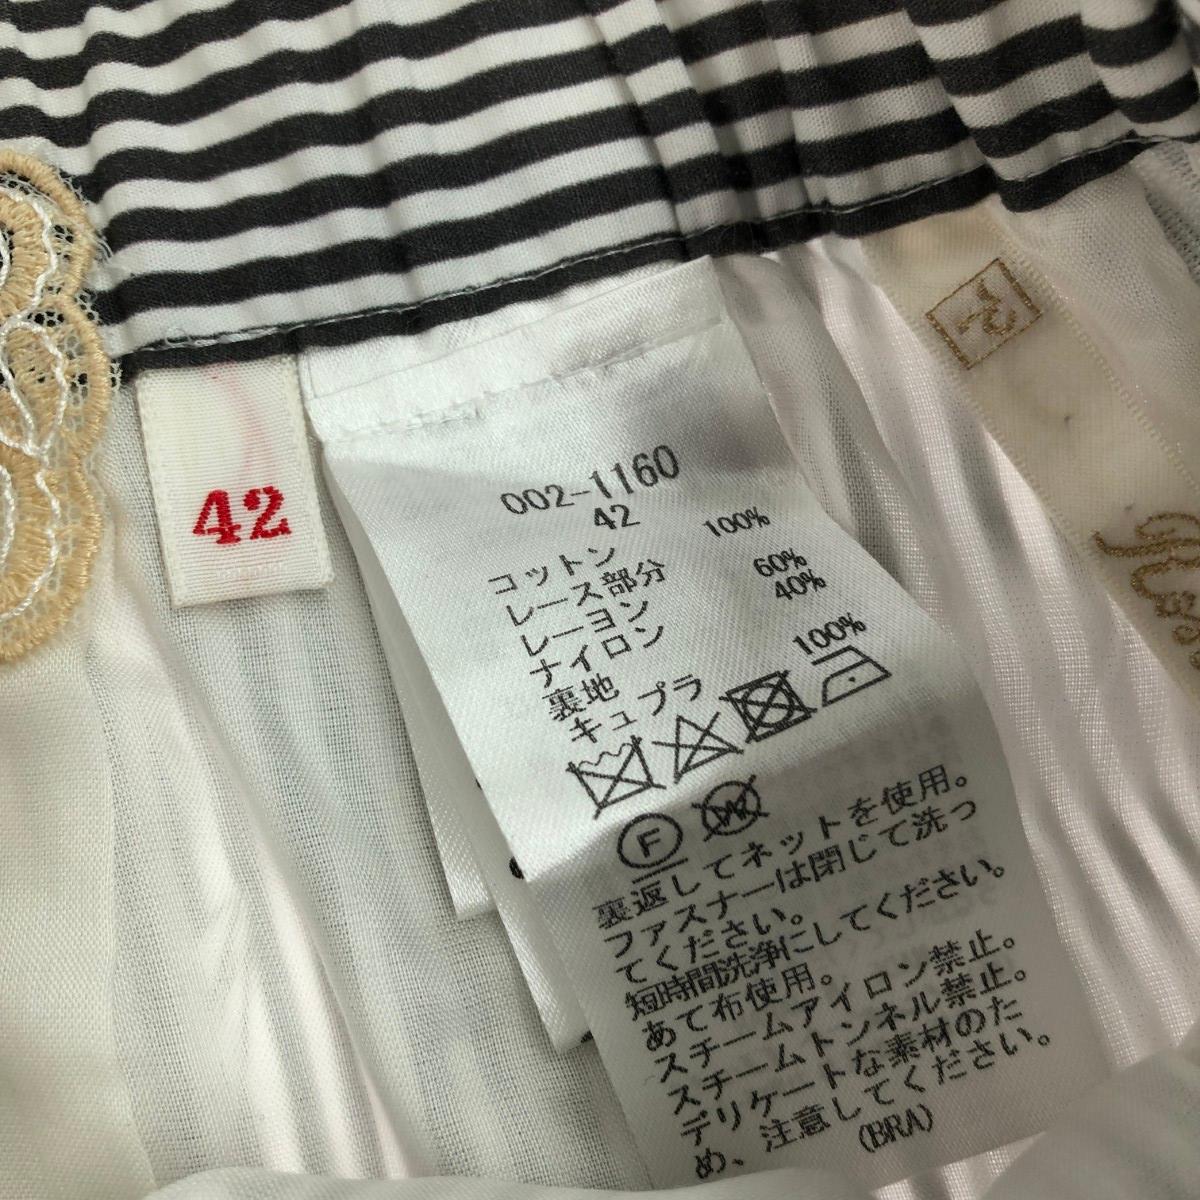 42
002-1160
42
コットン 100%
レース部分
レーヨン 60%
ナイロン 40%
裏地
キュプラ 100%
F
W
裏返してネットを使用。
ファスナーは閉じて洗っ
てください。
短時間洗浄にしてください。
あて布使用。
スチームアイロン禁止。
スチームトンネル禁止。
デリケートな素材のた
め、注意してください。
(BRA)